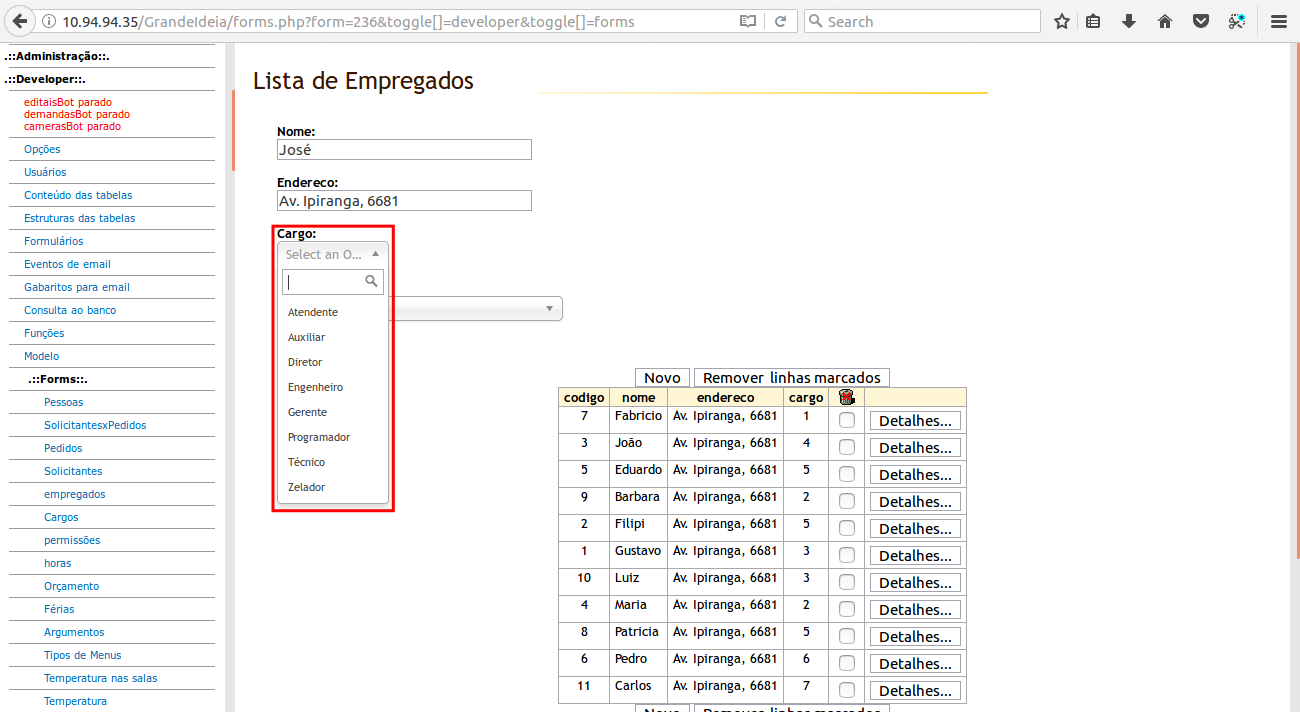 10.94.94.35/GrandeIdeia/forms.php?form=236&toggle[]=developer&toggle[]=forms
Search
.::Administração::.
.::Developer::.
editaisBot parado
demandasBot parado
camerasBot parado
Opções
Usuários
Conteúdo das tabelas
Estruturas das tabelas
Formulários
Eventos de email
Gabaritos para email
Consulta ao banco
Funções
Modelo
.::Forms::.
Pessoas
SolicitantesxPedidos
Pedidos
Solicitantes
empregados
Cargos
permissões
horas
Orçamento
Férias
Argumentos
Tipos de Menus
Temperatura nas salas
Temperatura
Lista de Empregados
Nome:
José
Endereco:
Av. Ipiranga, 6681
Cargo:
Select an O...
Atendente
Auxiliar
Diretor
Engenheiro
Gerente
Programador
Técnico
Zelador
Novo Remover linhas marcados
codigo nome endereco cargo
7 Fabricio Av. Ipiranga, 6681 1 Detalhes...
3 João Av. Ipiranga, 6681 4 Detalhes...
5 Eduardo Av. Ipiranga, 6681 5 Detalhes...
9 Barbara Av. Ipiranga, 6681 2 Detalhes...
2 Filipi Av. Ipiranga, 6681 5 Detalhes...
1 Gustavo Av. Ipiranga, 6681 3 Detalhes...
10 Luiz Av. Ipiranga, 6681 3 Detalhes...
4 Maria Av. Ipiranga, 6681 2 Detalhes...
8 Patricia Av. Ipiranga, 6681 5 Detalhes...
6 Pedro Av. Ipiranga, 6681 6 Detalhes...
11 Carlos Av. Ipiranga, 6681 7 Detalhes...
Novo Remover linhas marcados